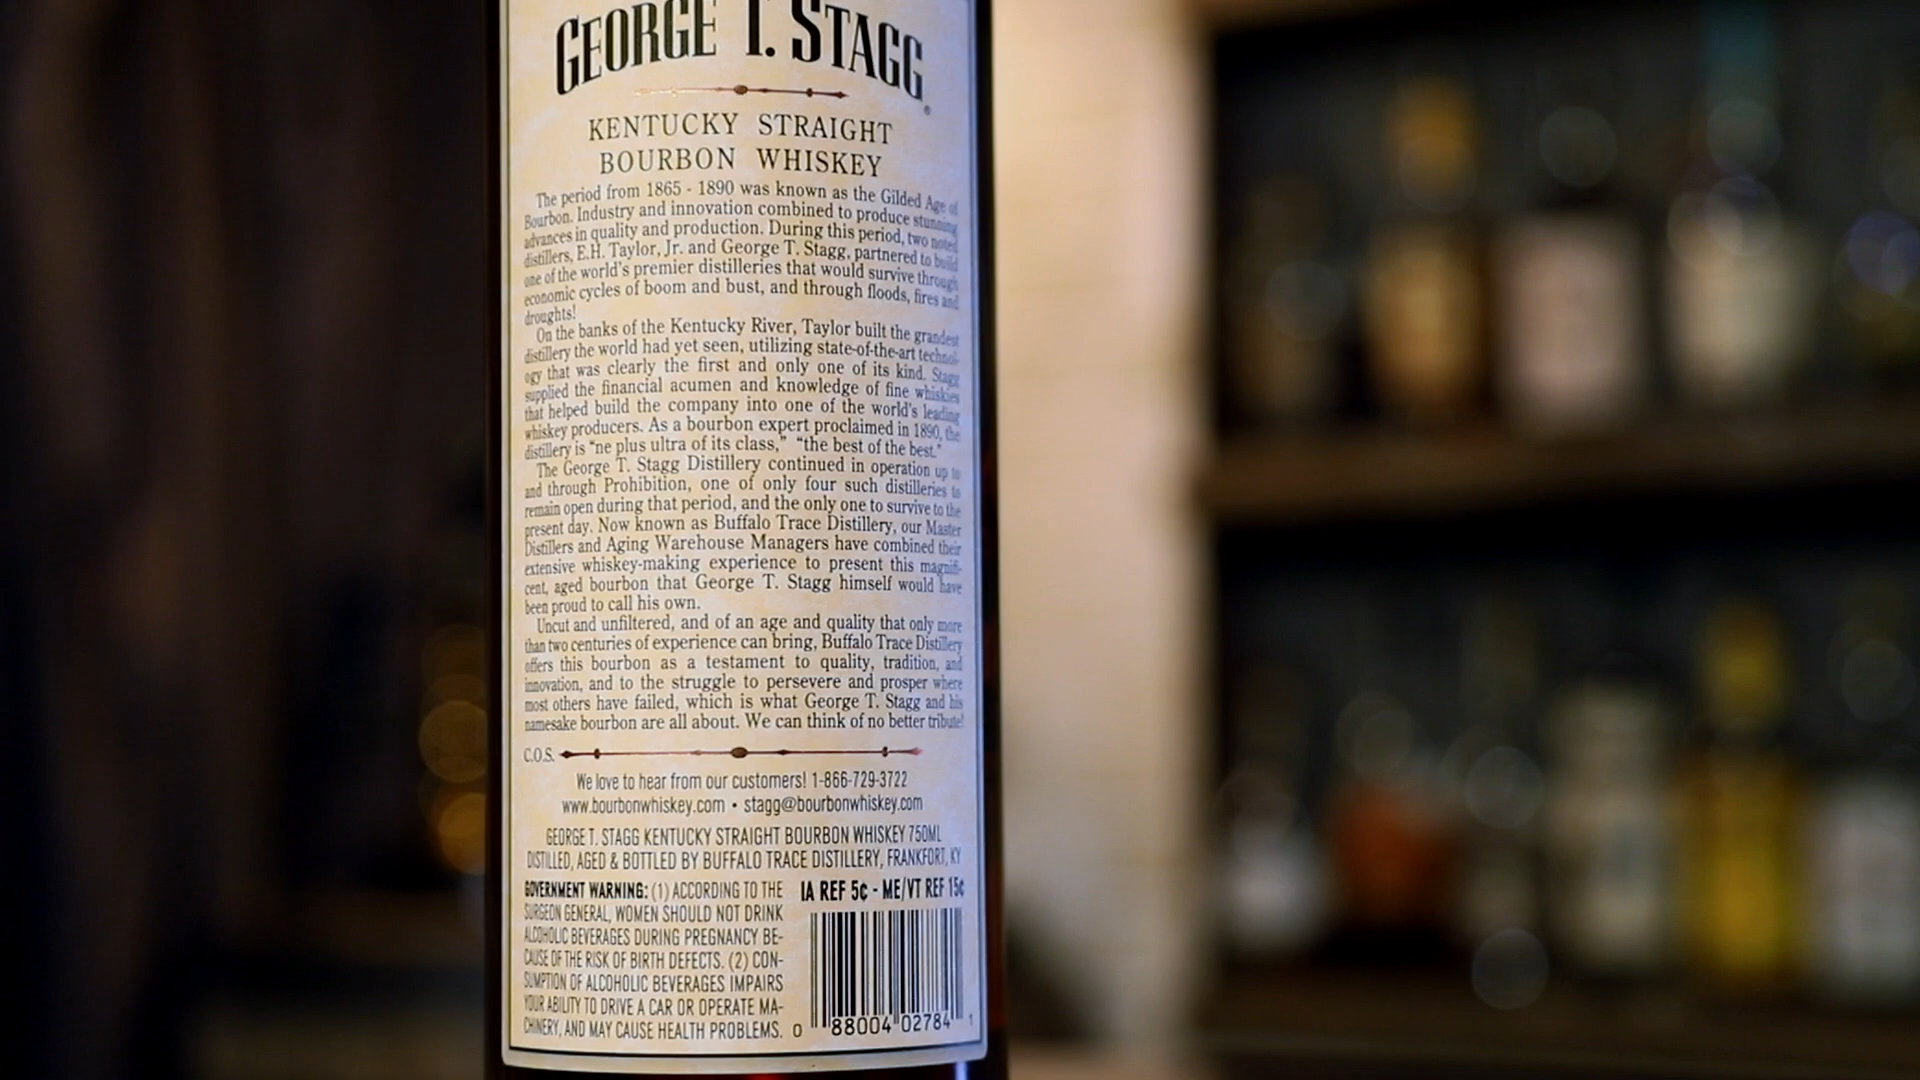 GEORGE T. STAGG®
KENTUCKY STRAIGHT
BOURBON WHISKEY
The period from 1865 - 1890 was known as the Gilded Age of
Bourbon. Industry and innovation combined to produce stunning
advances in quality and production. During this period, two noted
distillers, E.H. Taylor, Jr. and George T. Stagg, partnered to build
one of the world's premier distilleries that would survive through
economic cycles of boom and bust, and through floods, fires and
droughts!
On the banks of the Kentucky River, Taylor built the grandest
distillery the world had yet seen, utilizing state-of-the-art technol-
ogy that was clearly the first and only one of its kind. Stagg
supplied the financial acumen and knowledge of fine whiskies
that helped build the company into one of the world's leading
whiskey producers. As a bourbon expert proclaimed in 1890, the
distillery is "ne plus ultra of its class," "the best of the best."
The George T. Stagg Distillery continued in operation up to
and through Prohibition, one of only four such distilleries to
remain open during that period, and the only one to survive to the
present day. Now known as Buffalo Trace Distillery, our Master
Distillers and Aging Warehouse Managers have combined their
extensive whiskey-making experience to present this magnifi-
cent, aged bourbon that George T. Stagg himself would have
been proud to call his own.
Uncut and unfiltered, and of an age and quality that only more
than two centuries of experience can bring, Buffalo Trace Distillery
offers this bourbon as a testament to quality, tradition, and
innovation, and to the struggle to persevere and prosper where
most others have failed, which is what George T. Stagg and his
namesake bourbon are all about. We can think of no better tribute!
C.O.S.
We love to hear from our customers! 1-866-729-3722
www.bourbonwhiskey.com • stagg@bourbonwhiskey.com
GEORGE T. STAGG KENTUCKY STRAIGHT BOURBON WHISKEY 750ML
DISTILLED, AGED & BOTTLED BY BUFFALO TRACE DISTILLERY, FRANKFORT, KY
GOVERNMENT WARNING: (1) ACCORDING TO THE
SURGEON GENERAL, WOMEN SHOULD NOT DRINK
ALCOHOLIC BEVERAGES DURING PREGNANCY BE-
CAUSE OF THE RISK OF BIRTH DEFECTS. (2) CON-
SUMPTION OF ALCOHOLIC BEVERAGES IMPAIRS
YOUR ABILITY TO DRIVE A CAR OR OPERATE MA-
CHINERY, AND MAY CAUSE HEALTH PROBLEMS.
IA REF 5¢ - ME/VT REF 15¢
0 88004 02784 1